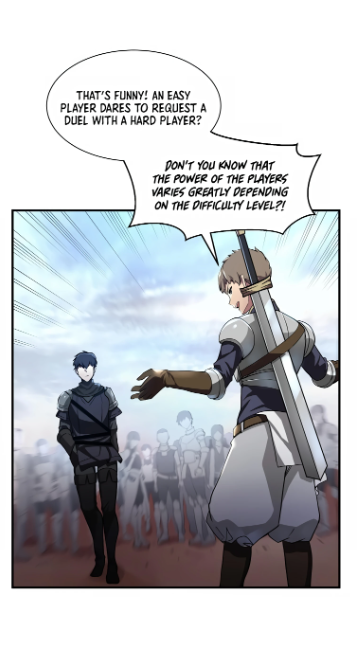 THAT'S FUNNY! AN EASY
PLAYER DARES TO REQUEST A
DUEL WITH A HARD PLAYER?
DON'T YOU KNOW THAT
THE POWER OF THE PLAYERS
VARIES GREATLY DEPENDING
ON THE DIFFICULTY LEVEL?!